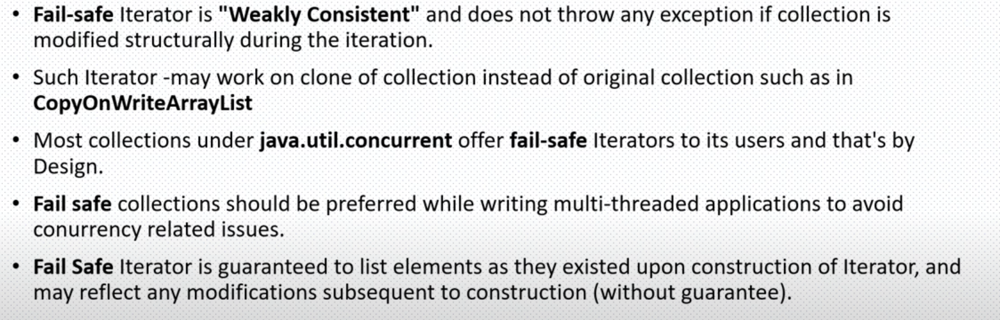 • Fail-safe Iterator is "Weakly Consistent" and does not throw any exception if collection is
modified structurally during the iteration.
• Such Iterator -may work on clone of collection instead of original collection such as in
CopyOnWriteArrayList
• Most collections under java.util.concurrent offer fail-safe Iterators to its users and that's by
Design.
• Fail safe collections should be preferred while writing multi-threaded applications to avoid
conurrency related issues.
• Fail Safe Iterator is guaranteed to list elements as they existed upon construction of Iterator, and
may reflect any modifications subsequent to construction (without guarantee).